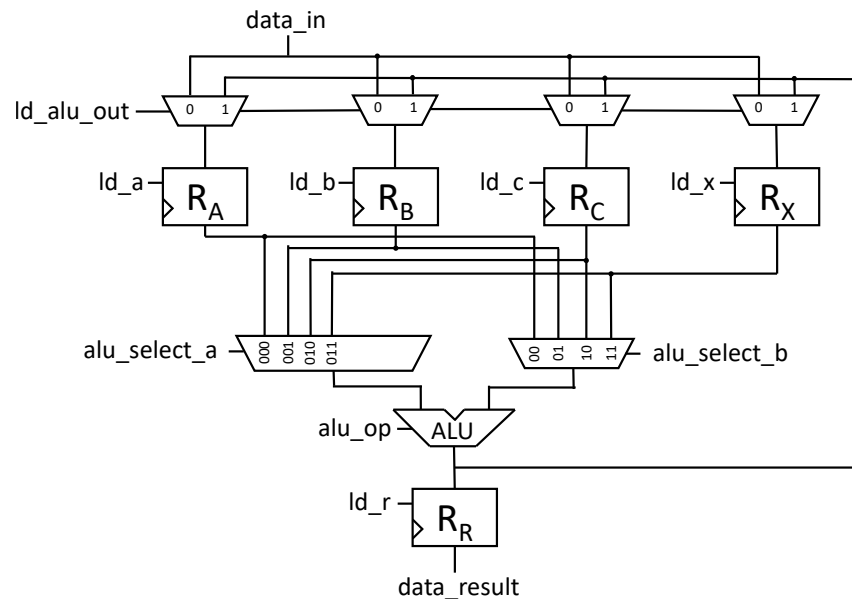 data_in
ld_alu_out
0 1
0 1
0 1
0 1
ld_a
RA
ld_b
RB
ld_c
RC
ld_x
RX
alu_select_a
000 001 010 011
00 01 10 11
alu_select_b
alu_op
ALU
ld_r
RR
data_result